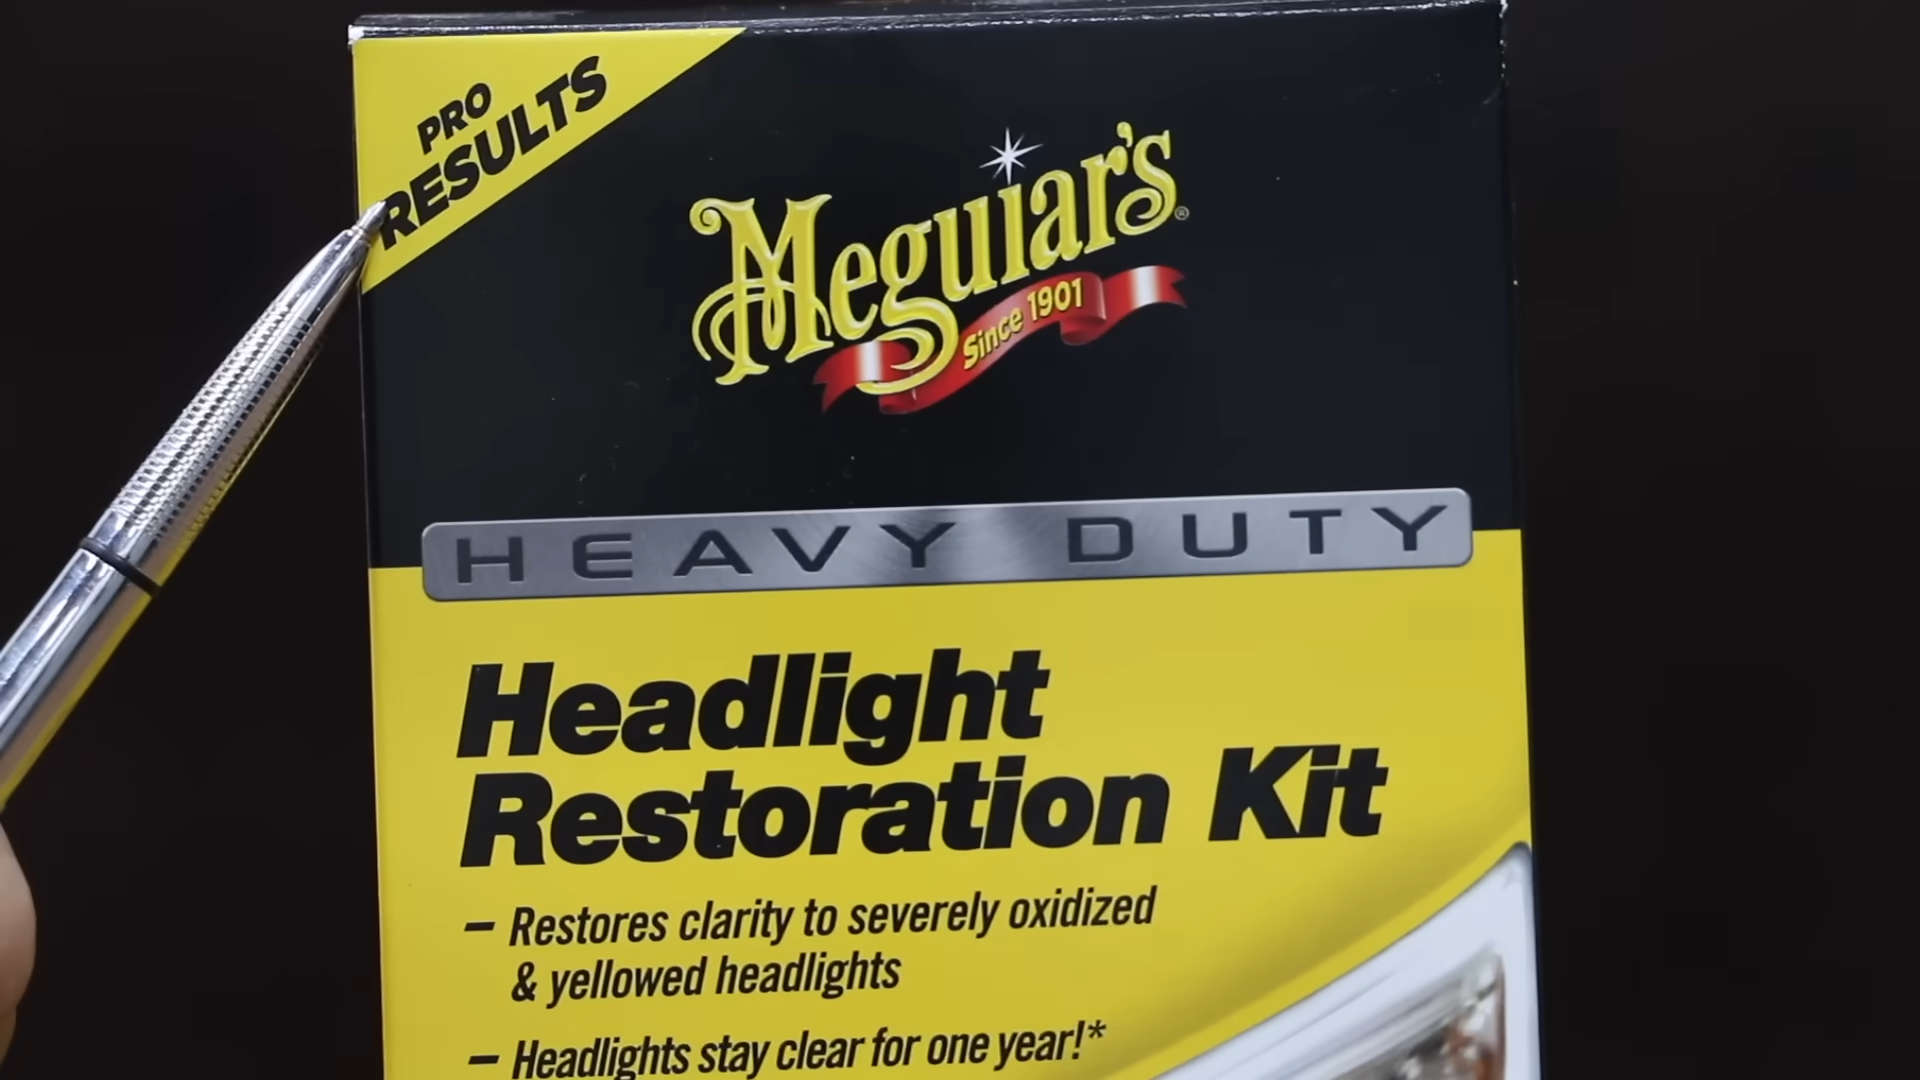 PRO
RESULTS
Meguiar's®
Since 1901
HEAVY DUTY
Headlight
Restoration Kit
– Restores clarity to severely oxidized
& yellowed headlights
– Headlights stay clear for one year!*